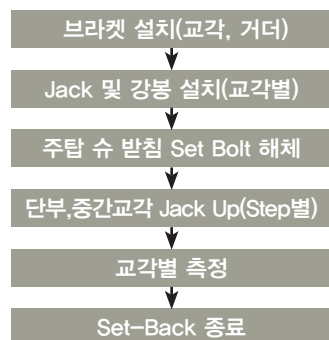 브라켓 설치(교각, 거더)
Jack 및 강봉 설치(교각별)
주탑 슈 받침 Set Bolt 해체
단부,중간교각 Jack Up(Step별)
교각별 측정
Set-Back 종료